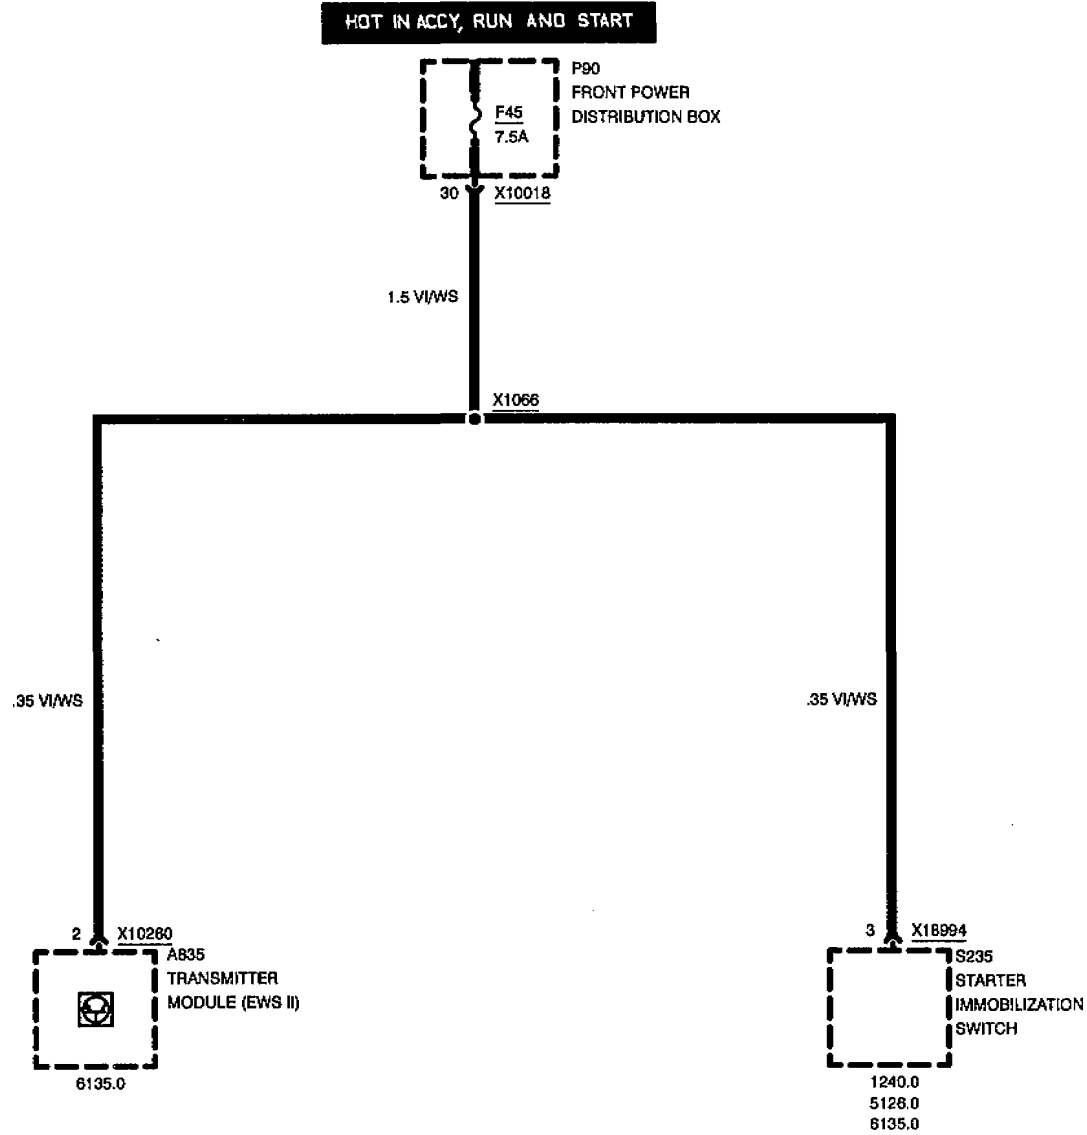 HOT IN ACCY, RUN AND START
P90
FRONT POWER
DISTRIBUTION BOX
F45
7.5A
30
X10018
1.5 VI/WS
X1066
.35 VI/WS
.35 VI/WS
2
X10260
A835
TRANSMITTER
MODULE (EWS II)
6135.0
3
X18994
S235
STARTER
IMMOBILIZATION
SWITCH
1240.0
5126.0
6135.0